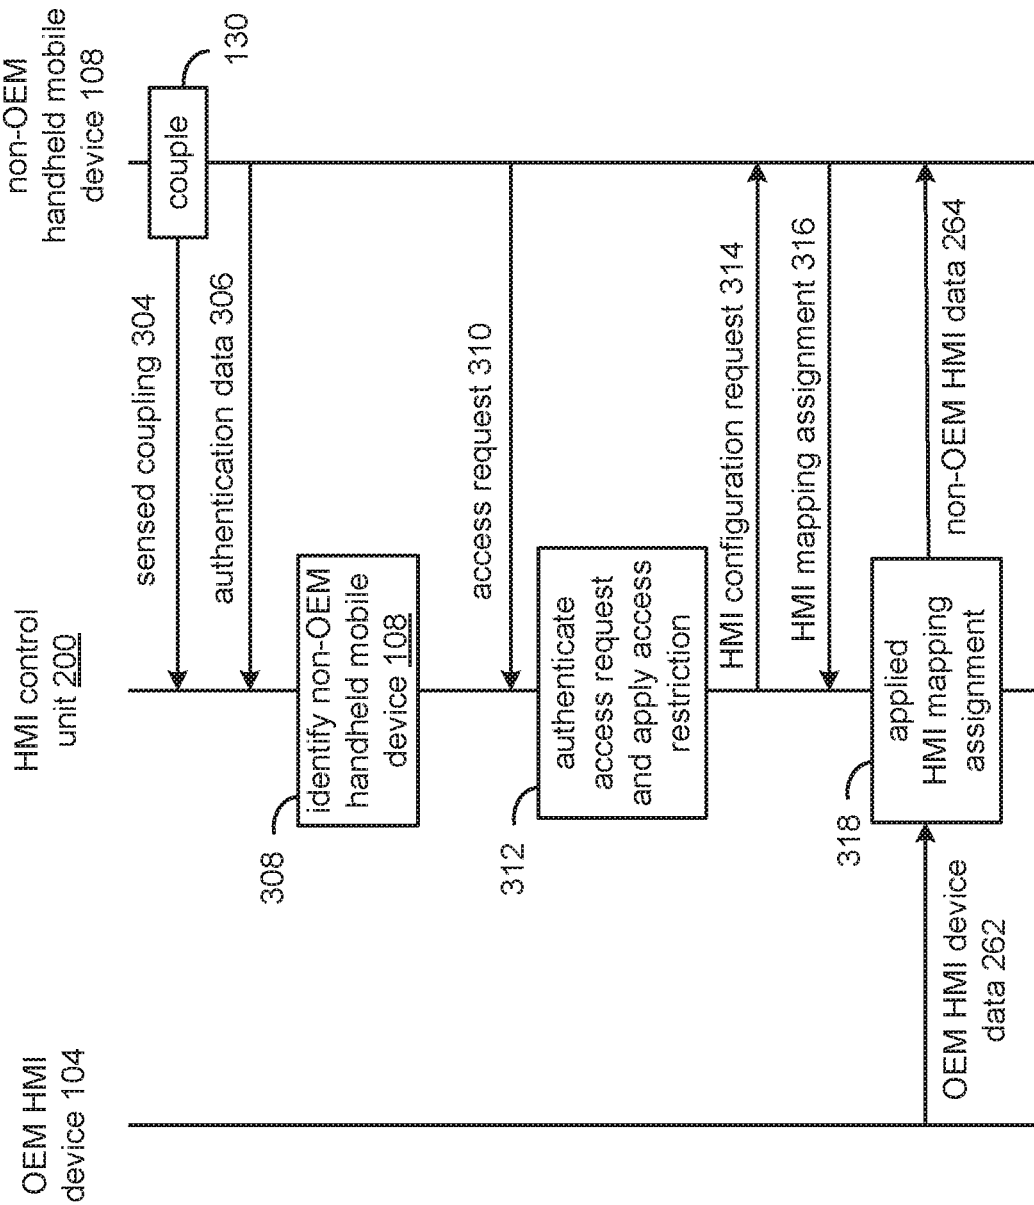 OEM HMI
device 104
HMI control
unit 200
non-OEM
handheld mobile
device 108
couple
130
sensed coupling 304
authentication data 306
identify non-OEM
handheld mobile
device 108
308
access request 310
authenticate
access request
and apply access
restriction
312
HMI configuration request 314
HMI mapping assignment 316
applied
HMI mapping
assignment
318
OEM HMI device
data 262
non-OEM HMI data 264